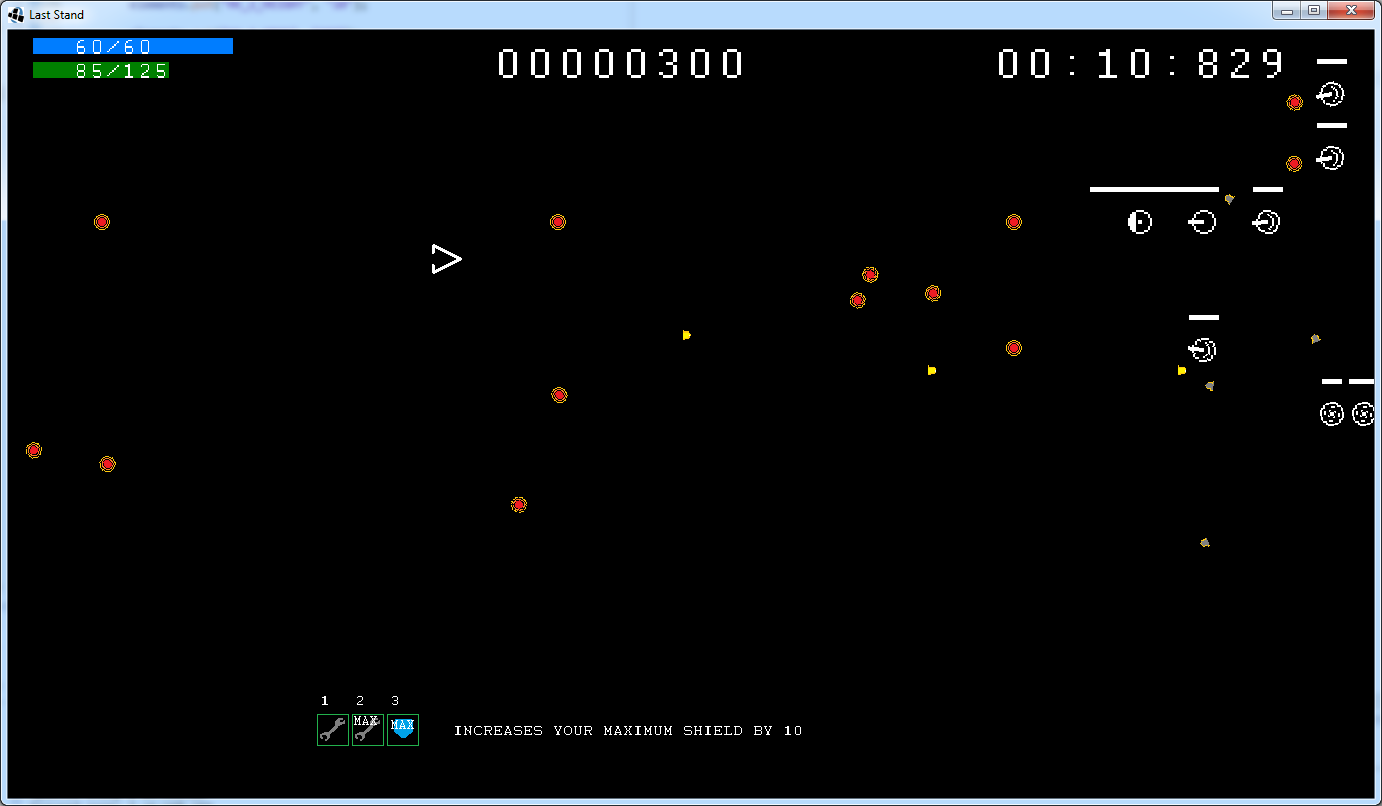 Last Stand
60/60
00000300
00:10:829
85/125
1 2 3
MAX
MAX
INCREASES YOUR MAXIMUM SHIELD BY 10